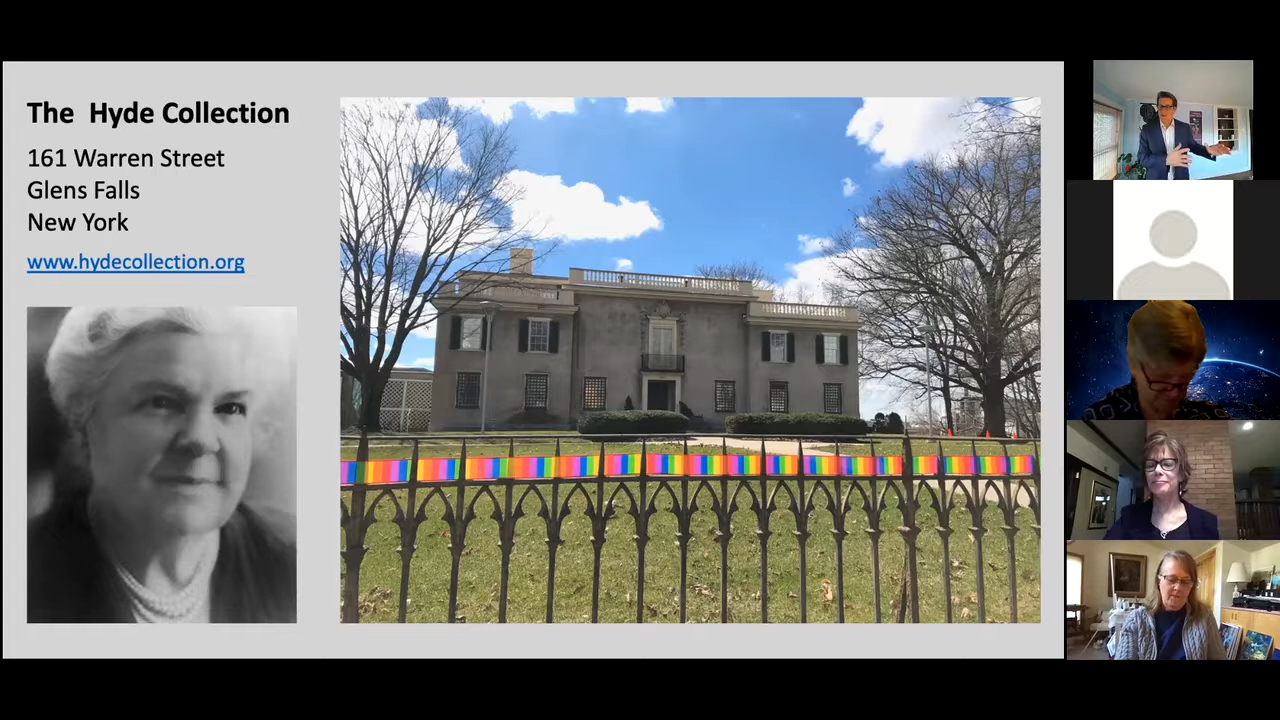 The  Hyde Collection
161 Warren Street
Glens Falls
New York
www.hydecollection.org